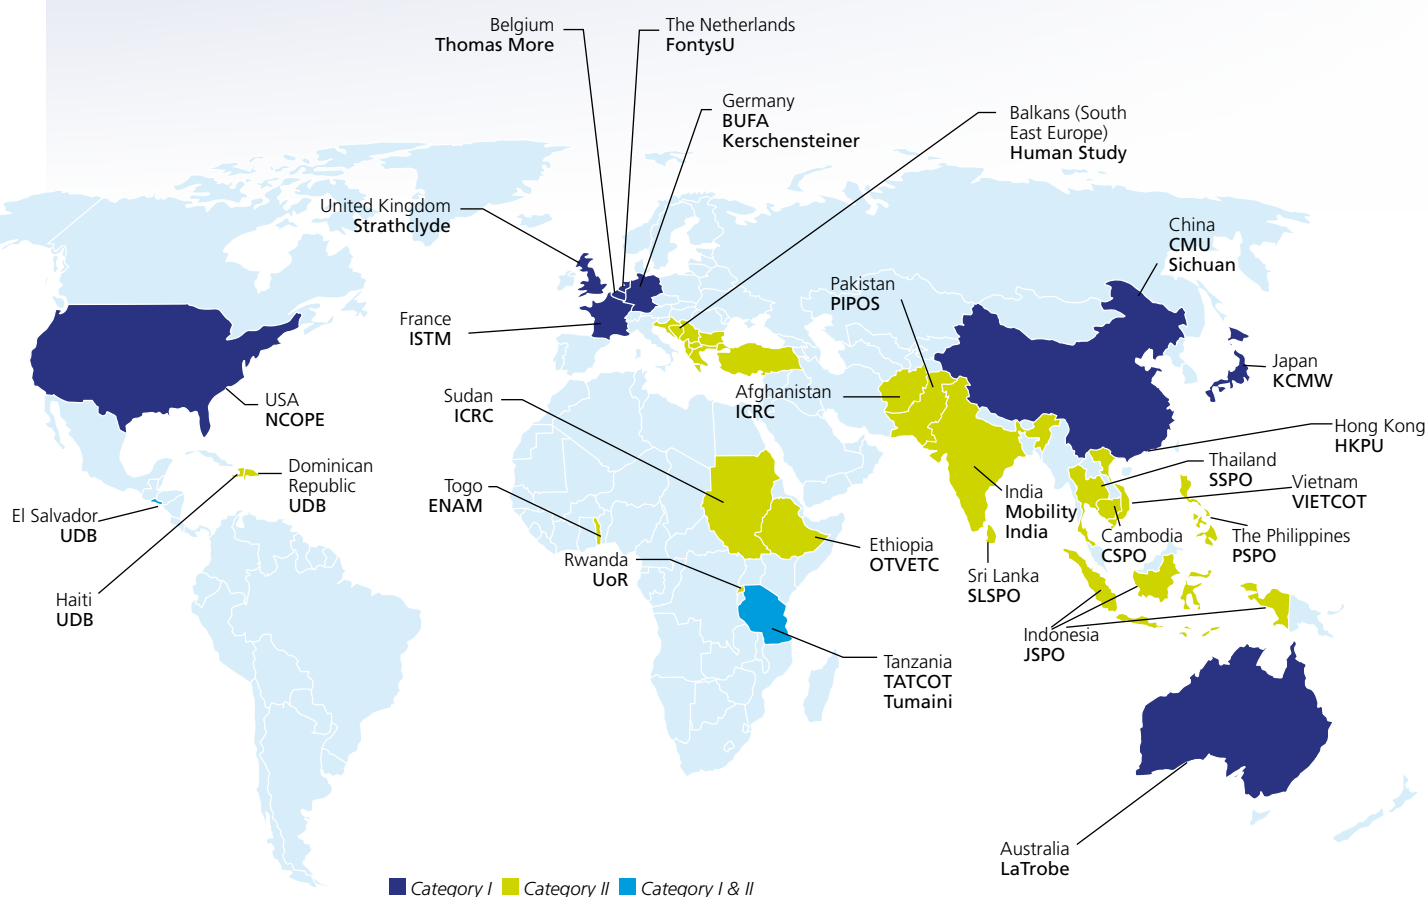 Belgium
Thomas More
The Netherlands
FontysU
Germany
BUFA
Kerschensteiner
Balkans (South
East Europe)
Human Study
United Kingdom
Strathclyde
China
CMU
Sichuan
Pakistan
PIPOS
France
ISTM
Japan
KCMW
USA
NCOPE
Sudan
ICRC
Afghanistan
ICRC
Hong Kong
HKPU
Thailand
SSPO
Dominican
Republic
UDB
Togo
ENAM
India
Mobility
India
Vietnam
VIETCOT
El Salvador
UDB
Cambodia
CSPO
The Philippines
PSPO
Ethiopia
OTVETC
Rwanda
UoR
Sri Lanka
SLSPO
Haiti
UDB
Indonesia
JSPO
Tanzania
TATCOT
Tumaini
Australia
LaTrobe
Category I Category II Category I & II